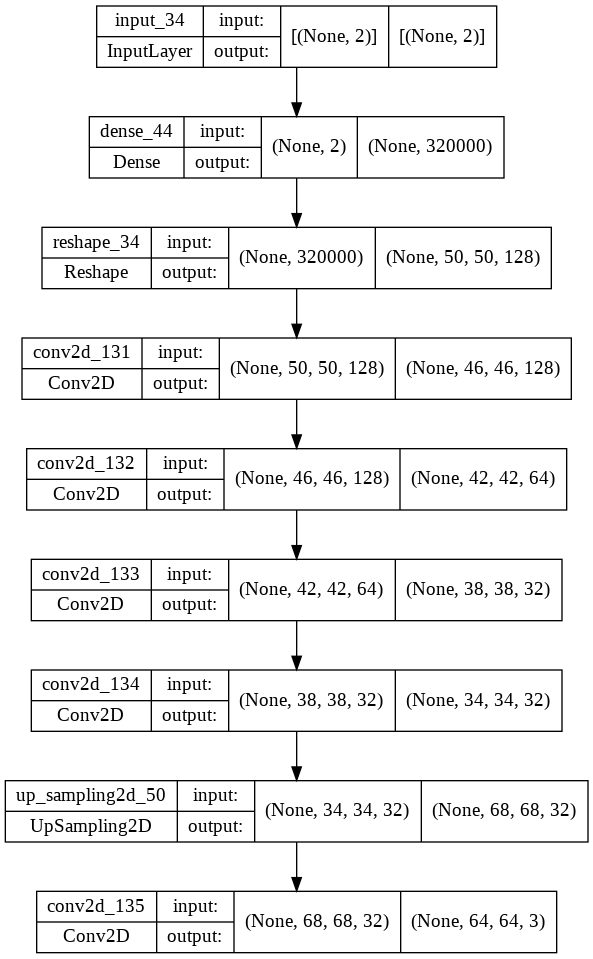 input_34 input: [(None, 2)] [(None, 2)]
InputLayer output:
dense_44 input: (None, 2) (None, 320000)
Dense output:
reshape_34 input: (None, 320000) (None, 50, 50, 128)
Reshape output:
conv2d_131 input: (None, 50, 50, 128) (None, 46, 46, 128)
Conv2D output:
conv2d_132 input: (None, 46, 46, 128) (None, 42, 42, 64)
Conv2D output:
conv2d_133 input: (None, 42, 42, 64) (None, 38, 38, 32)
Conv2D output:
conv2d_134 input: (None, 38, 38, 32) (None, 34, 34, 32)
Conv2D output:
up_sampling2d_50 input: (None, 34, 34, 32) (None, 68, 68, 32)
UpSampling2D output:
conv2d_135 input: (None, 68, 68, 32) (None, 64, 64, 3)
Conv2D output: